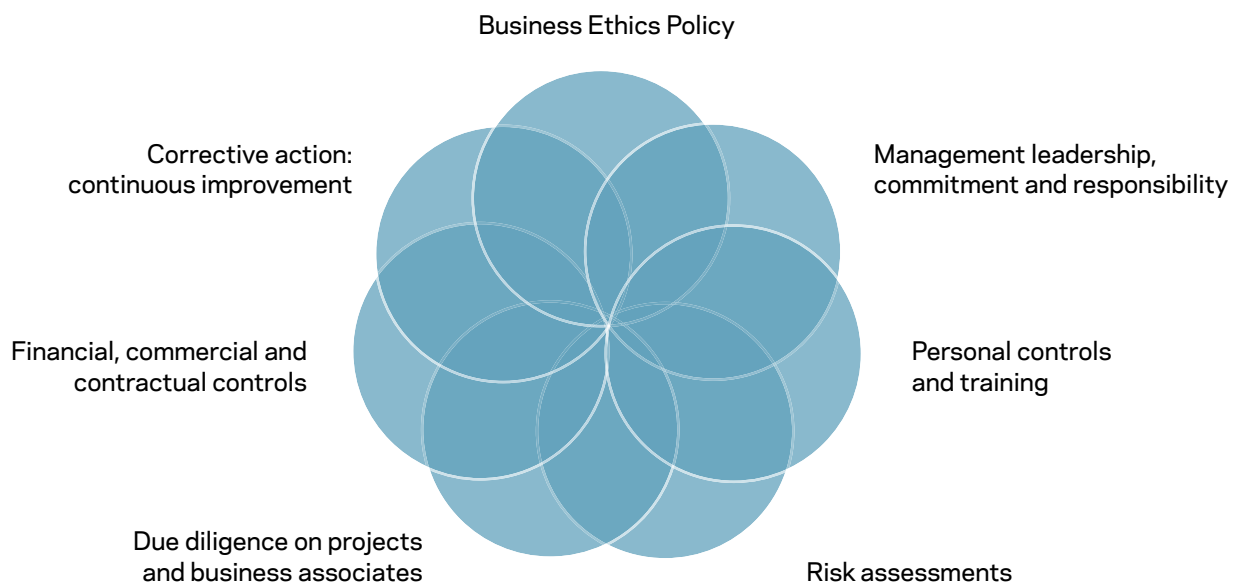 Business Ethics Policy
Corrective action:
continuous improvement
Management leadership,
commitment and responsibility
Financial, commercial and
contractual controls
Personal controls
and training
Due diligence on projects
and business associates
Risk assessments